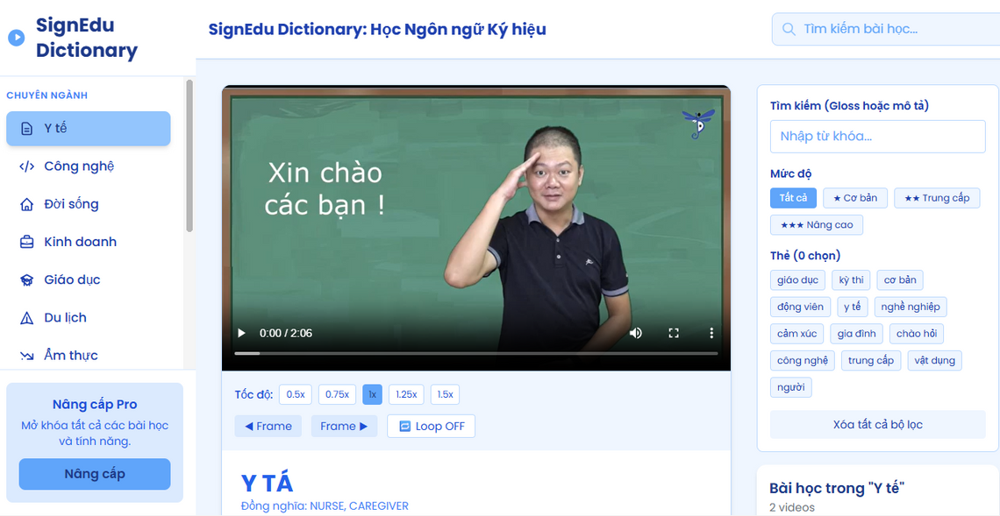 SignEdu
Dictionary
SignEdu Dictionary: Học Ngôn ngữ Ký hiệu
Tìm kiếm bài học...
CHUYÊN NGÀNH
Y tế
Công nghệ
Đời sống
Kinh doanh
Giáo dục
Du lịch
Ẩm thực
Nâng cấp Pro
Mở khóa tất cả các bài học
và tính năng.
Nâng cấp
Xin chào
các bạn !
0:00 / 2:06
Tốc độ: 0.5x 0.75x 1x 1.25x 1.5x
◀ Frame Frame ▶ 🔁 Loop OFF
Y TÁ
Đồng nghĩa: NURSE, CAREGIVER
Tìm kiếm (Gloss hoặc mô tả)
Nhập từ khóa...
Mức độ
Tất cả ★ Cơ bản ★★ Trung cấp
★★★ Nâng cao
Thẻ (0 chọn)
giáo dục kỳ thi cơ bản
động viên y tế nghề nghiệp
cảm xúc gia đình chào hỏi
công nghệ trung cấp vật dụng
người
Xóa tất cả bộ lọc
Bài học trong "Y tế"
2 videos